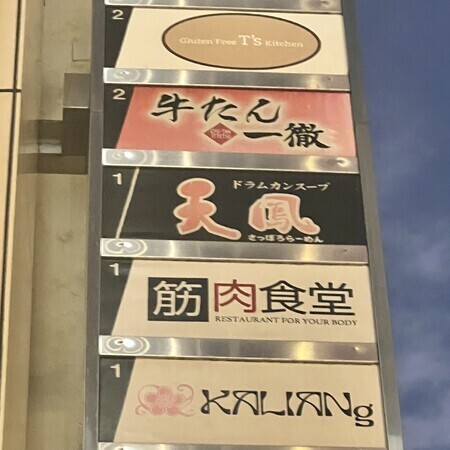 2
Gluten Free T's Kitchen
2
牛たん
一徹
1
ドラムカンスープ
天鳳
さっぽろらーめん
1
筋肉食堂
RESTAURANT FOR YOUR BODY
1
KALIANg